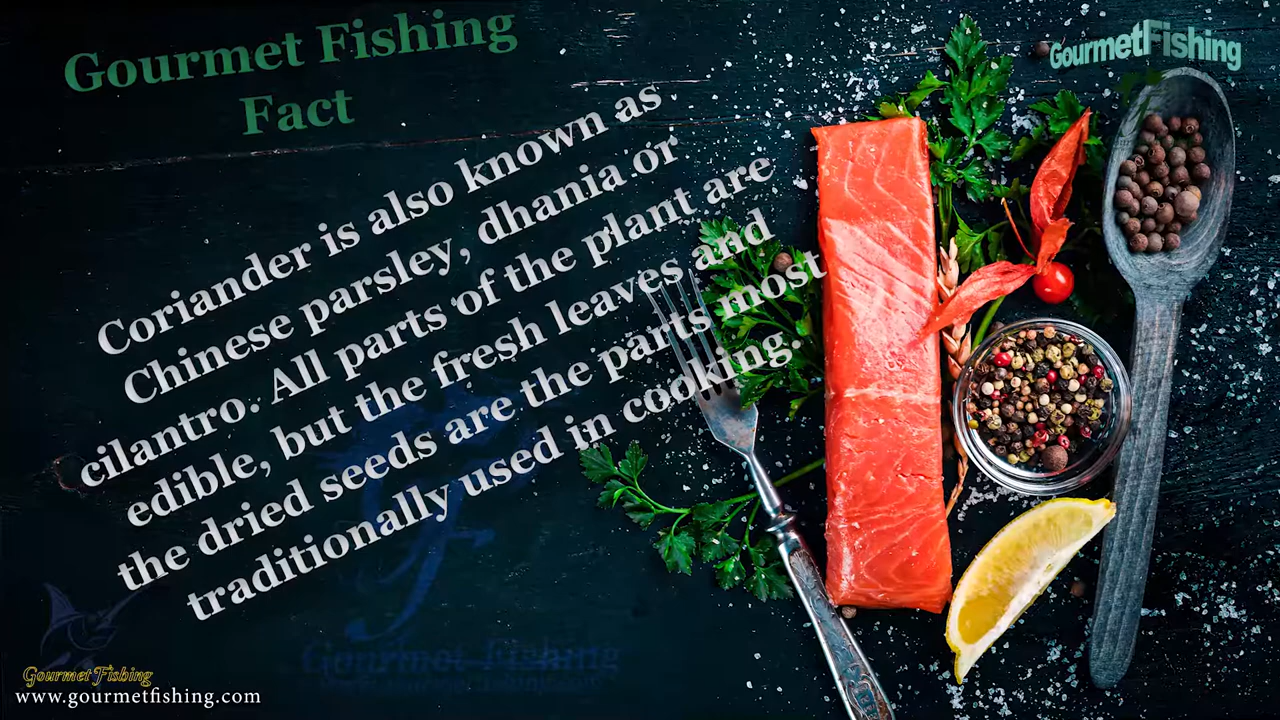 Gourmet Fishing
Fact
GourmetFishing
Coriander is also known as
Chinese parsley, dhania or
cilantro. All parts of the plant are
edible, but the fresh leaves and
the dried seeds are the parts most
traditionally used in cooking.
Gourmet Fishing
Gourmet Fishing
www.gourmetfishing.com